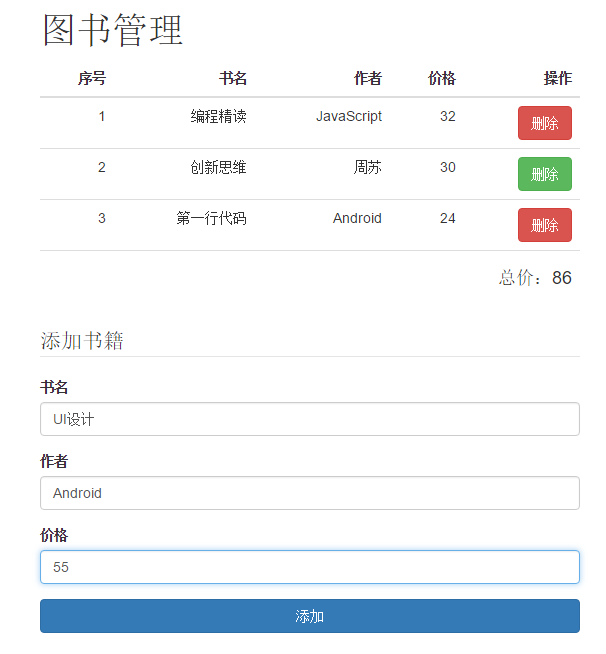 图书管理
序号 书名 作者 价格 操作
1 编程精读 JavaScript 32 删除
2 创新思维 周苏 30 删除
3 第一行代码 Android 24 删除
总价：86
添加书籍
书名
UI设计
作者
Android
价格
55
添加